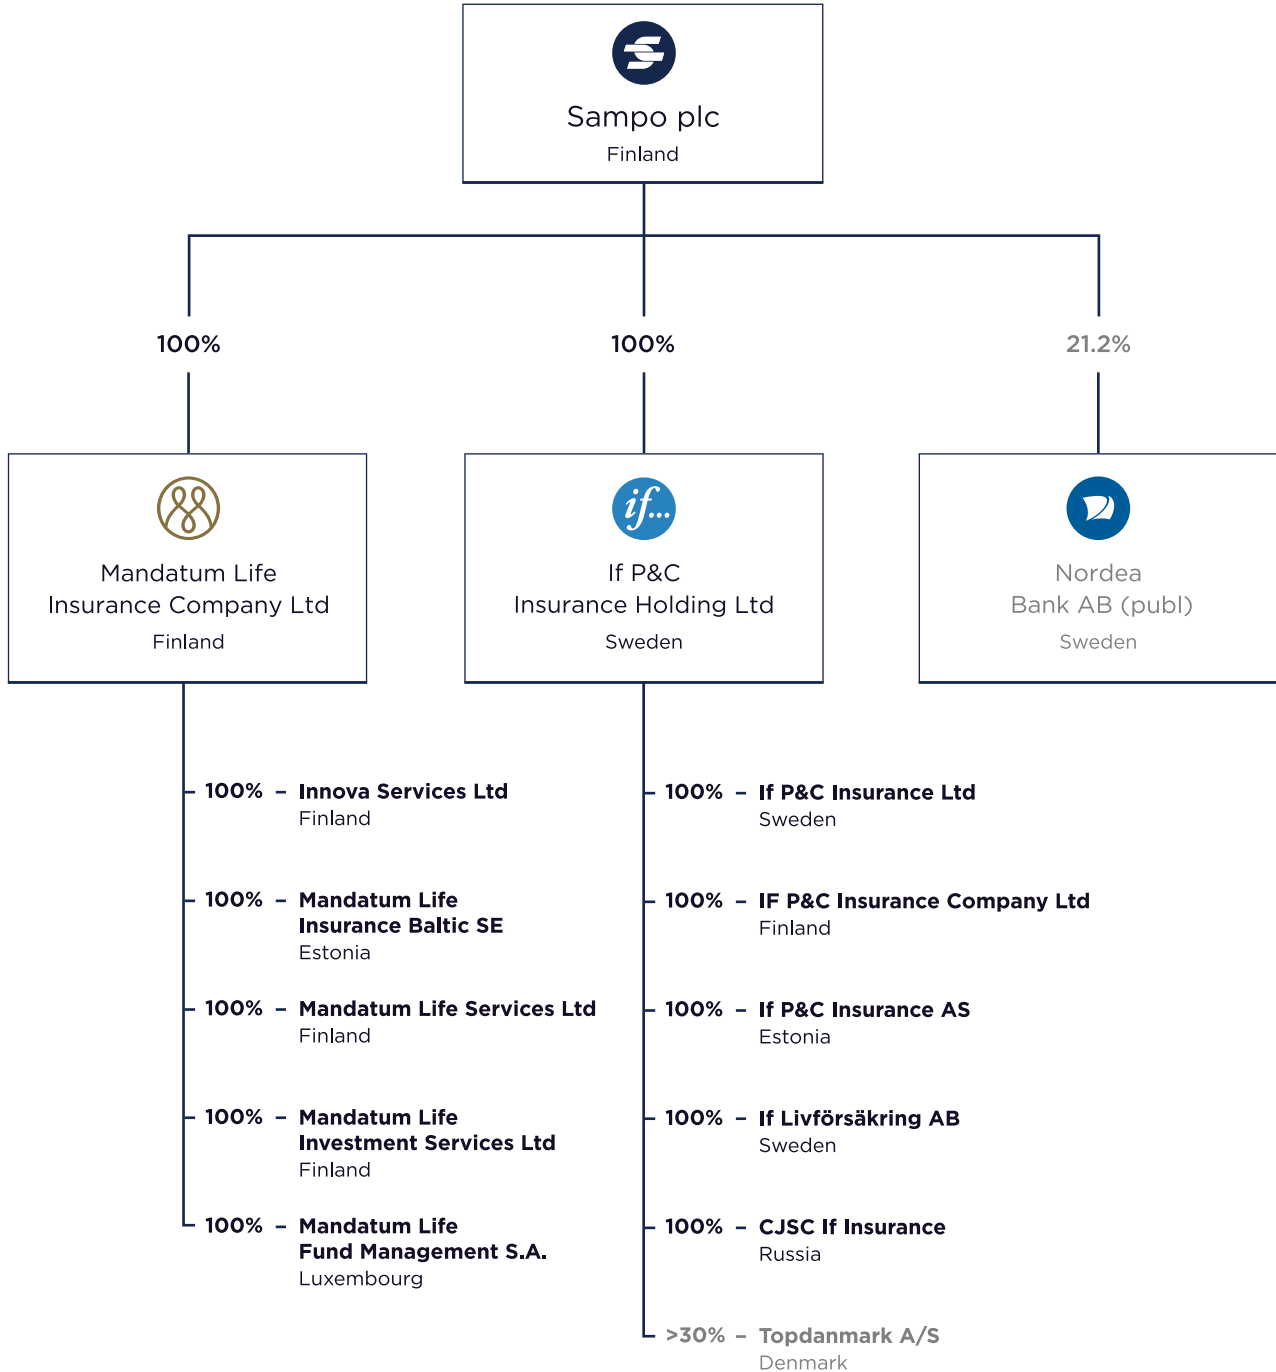 Sampo plc
Finland
100%
100%
21.2%
Mandatum Life
Insurance Company Ltd
Finland
if...
If P&C
Insurance Holding Ltd
Sweden
Nordea
Bank AB (publ)
Sweden
100% – Innova Services Ltd
Finland
100% – Mandatum Life
Insurance Baltic SE
Estonia
100% – Mandatum Life Services Ltd
Finland
100% – Mandatum Life
Investment Services Ltd
Finland
100% – Mandatum Life
Fund Management S.A.
Luxembourg
100% – If P&C Insurance Ltd
Sweden
100% – IF P&C Insurance Company Ltd
Finland
100% – If P&C Insurance AS
Estonia
100% – If Livförsäkring AB
Sweden
100% – CJSC If Insurance
Russia
>30% – Topdanmark A/S
Denmark